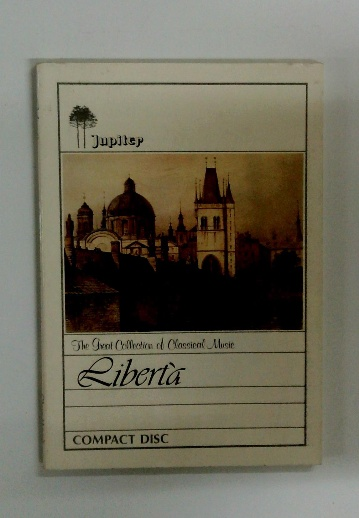 Jupiter
The Great Collection of Classical Music
Libertà
COMPACT DISC